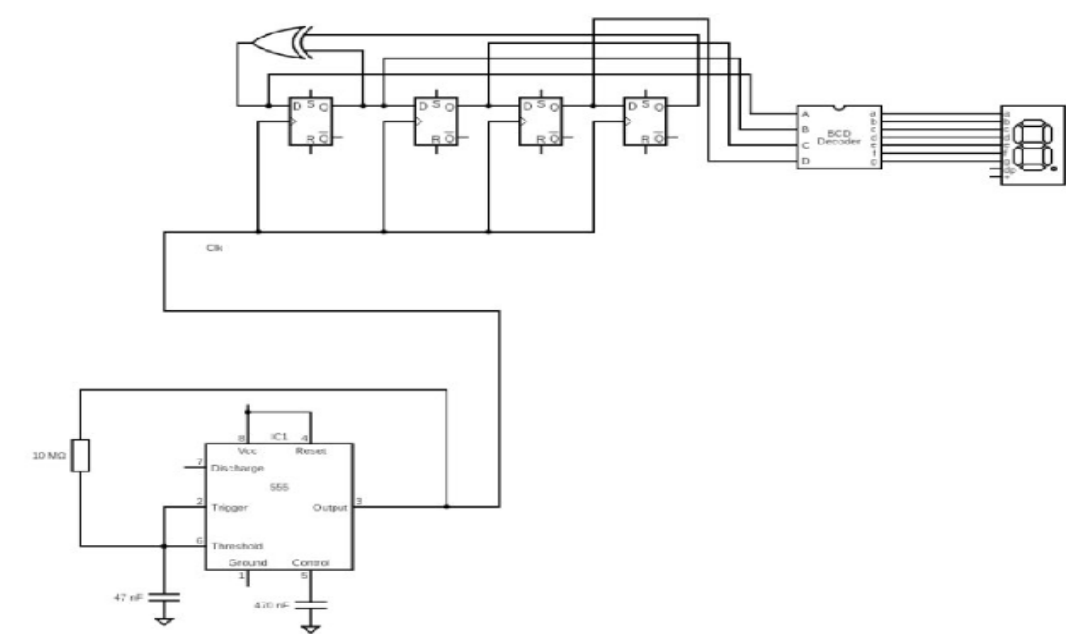 D S Q
R Q
D S Q
R Q
D S Q
R Q
D S Q
R Q
A a
b
B c
BCD
Decoder
d
C e
f
D g
a
b
c
d
e
f
g
dp
Clk
8 IC1 4
Vcc Reset
10 MΩ
7
Discharge
555
2 3
Trigger Output
6
Threshold
Ground Control
1 5
47 nF
470 nF